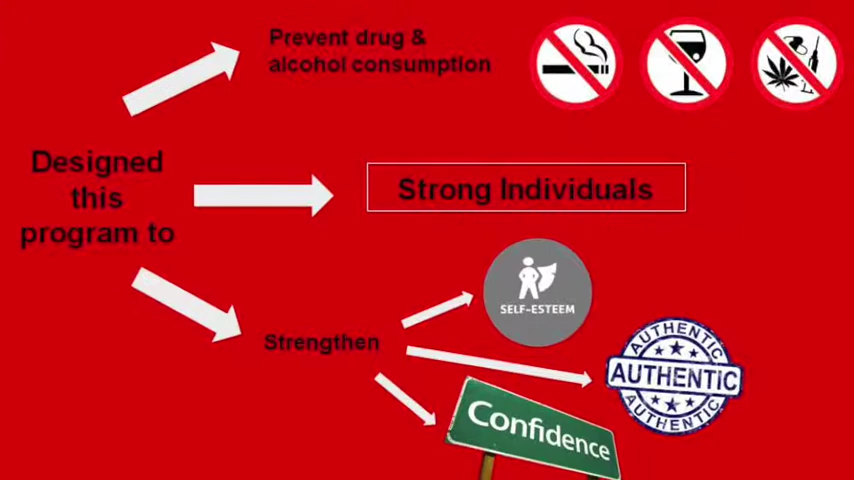 Prevent drug &
alcohol consumption
Designed
this
program to
Strong Individuals
SELF-ESTEEM
Strengthen
AUTHENTIC
AUTHENTiC
AUTHENTIC
Confidence